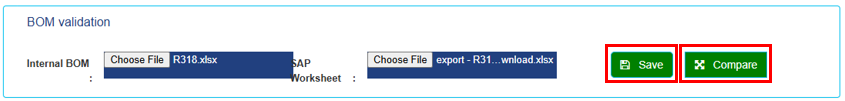 BOM validation
Internal BOM : Choose File R318.xlsx SAP Worksheet : Choose File export - R31...wnload.xlsx Save Compare